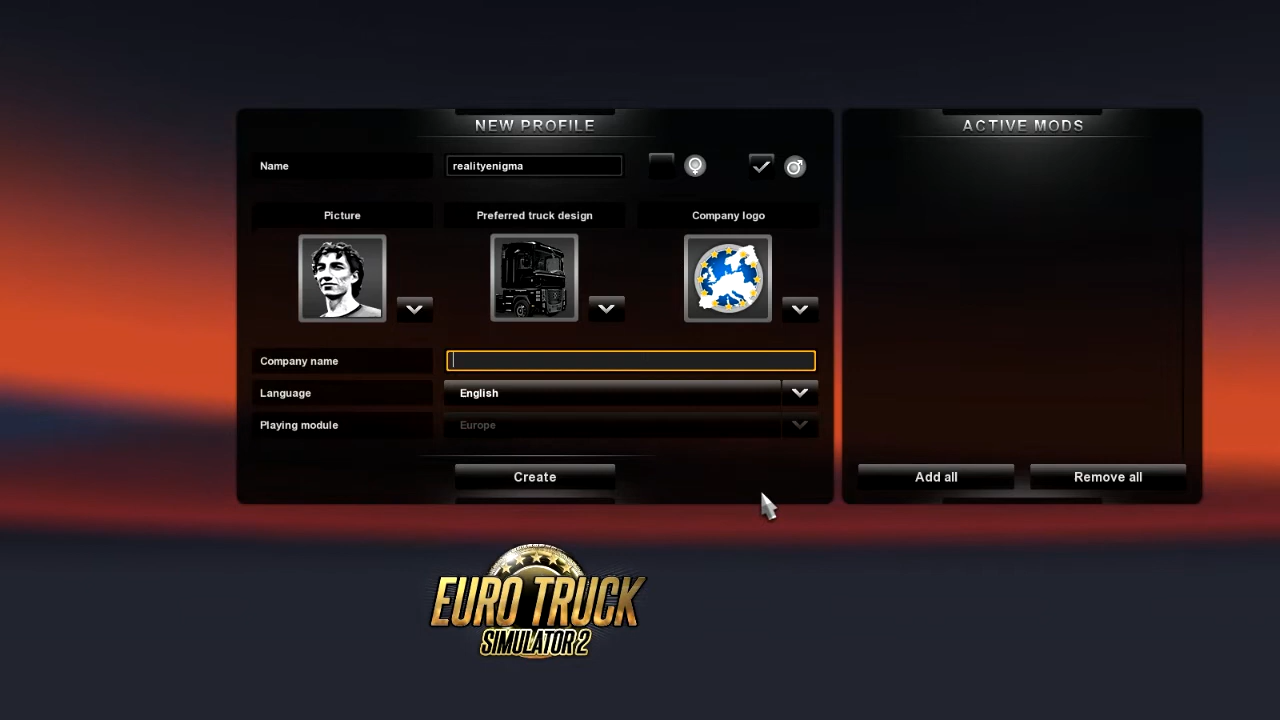 NEW PROFILE
ACTIVE MODS
Name
realityenigma
Picture
Preferred truck design
Company logo
Company name
Language
English
Playing module
Europe
Create
Add all
Remove all
EURO TRUCK
SIMULATOR 2